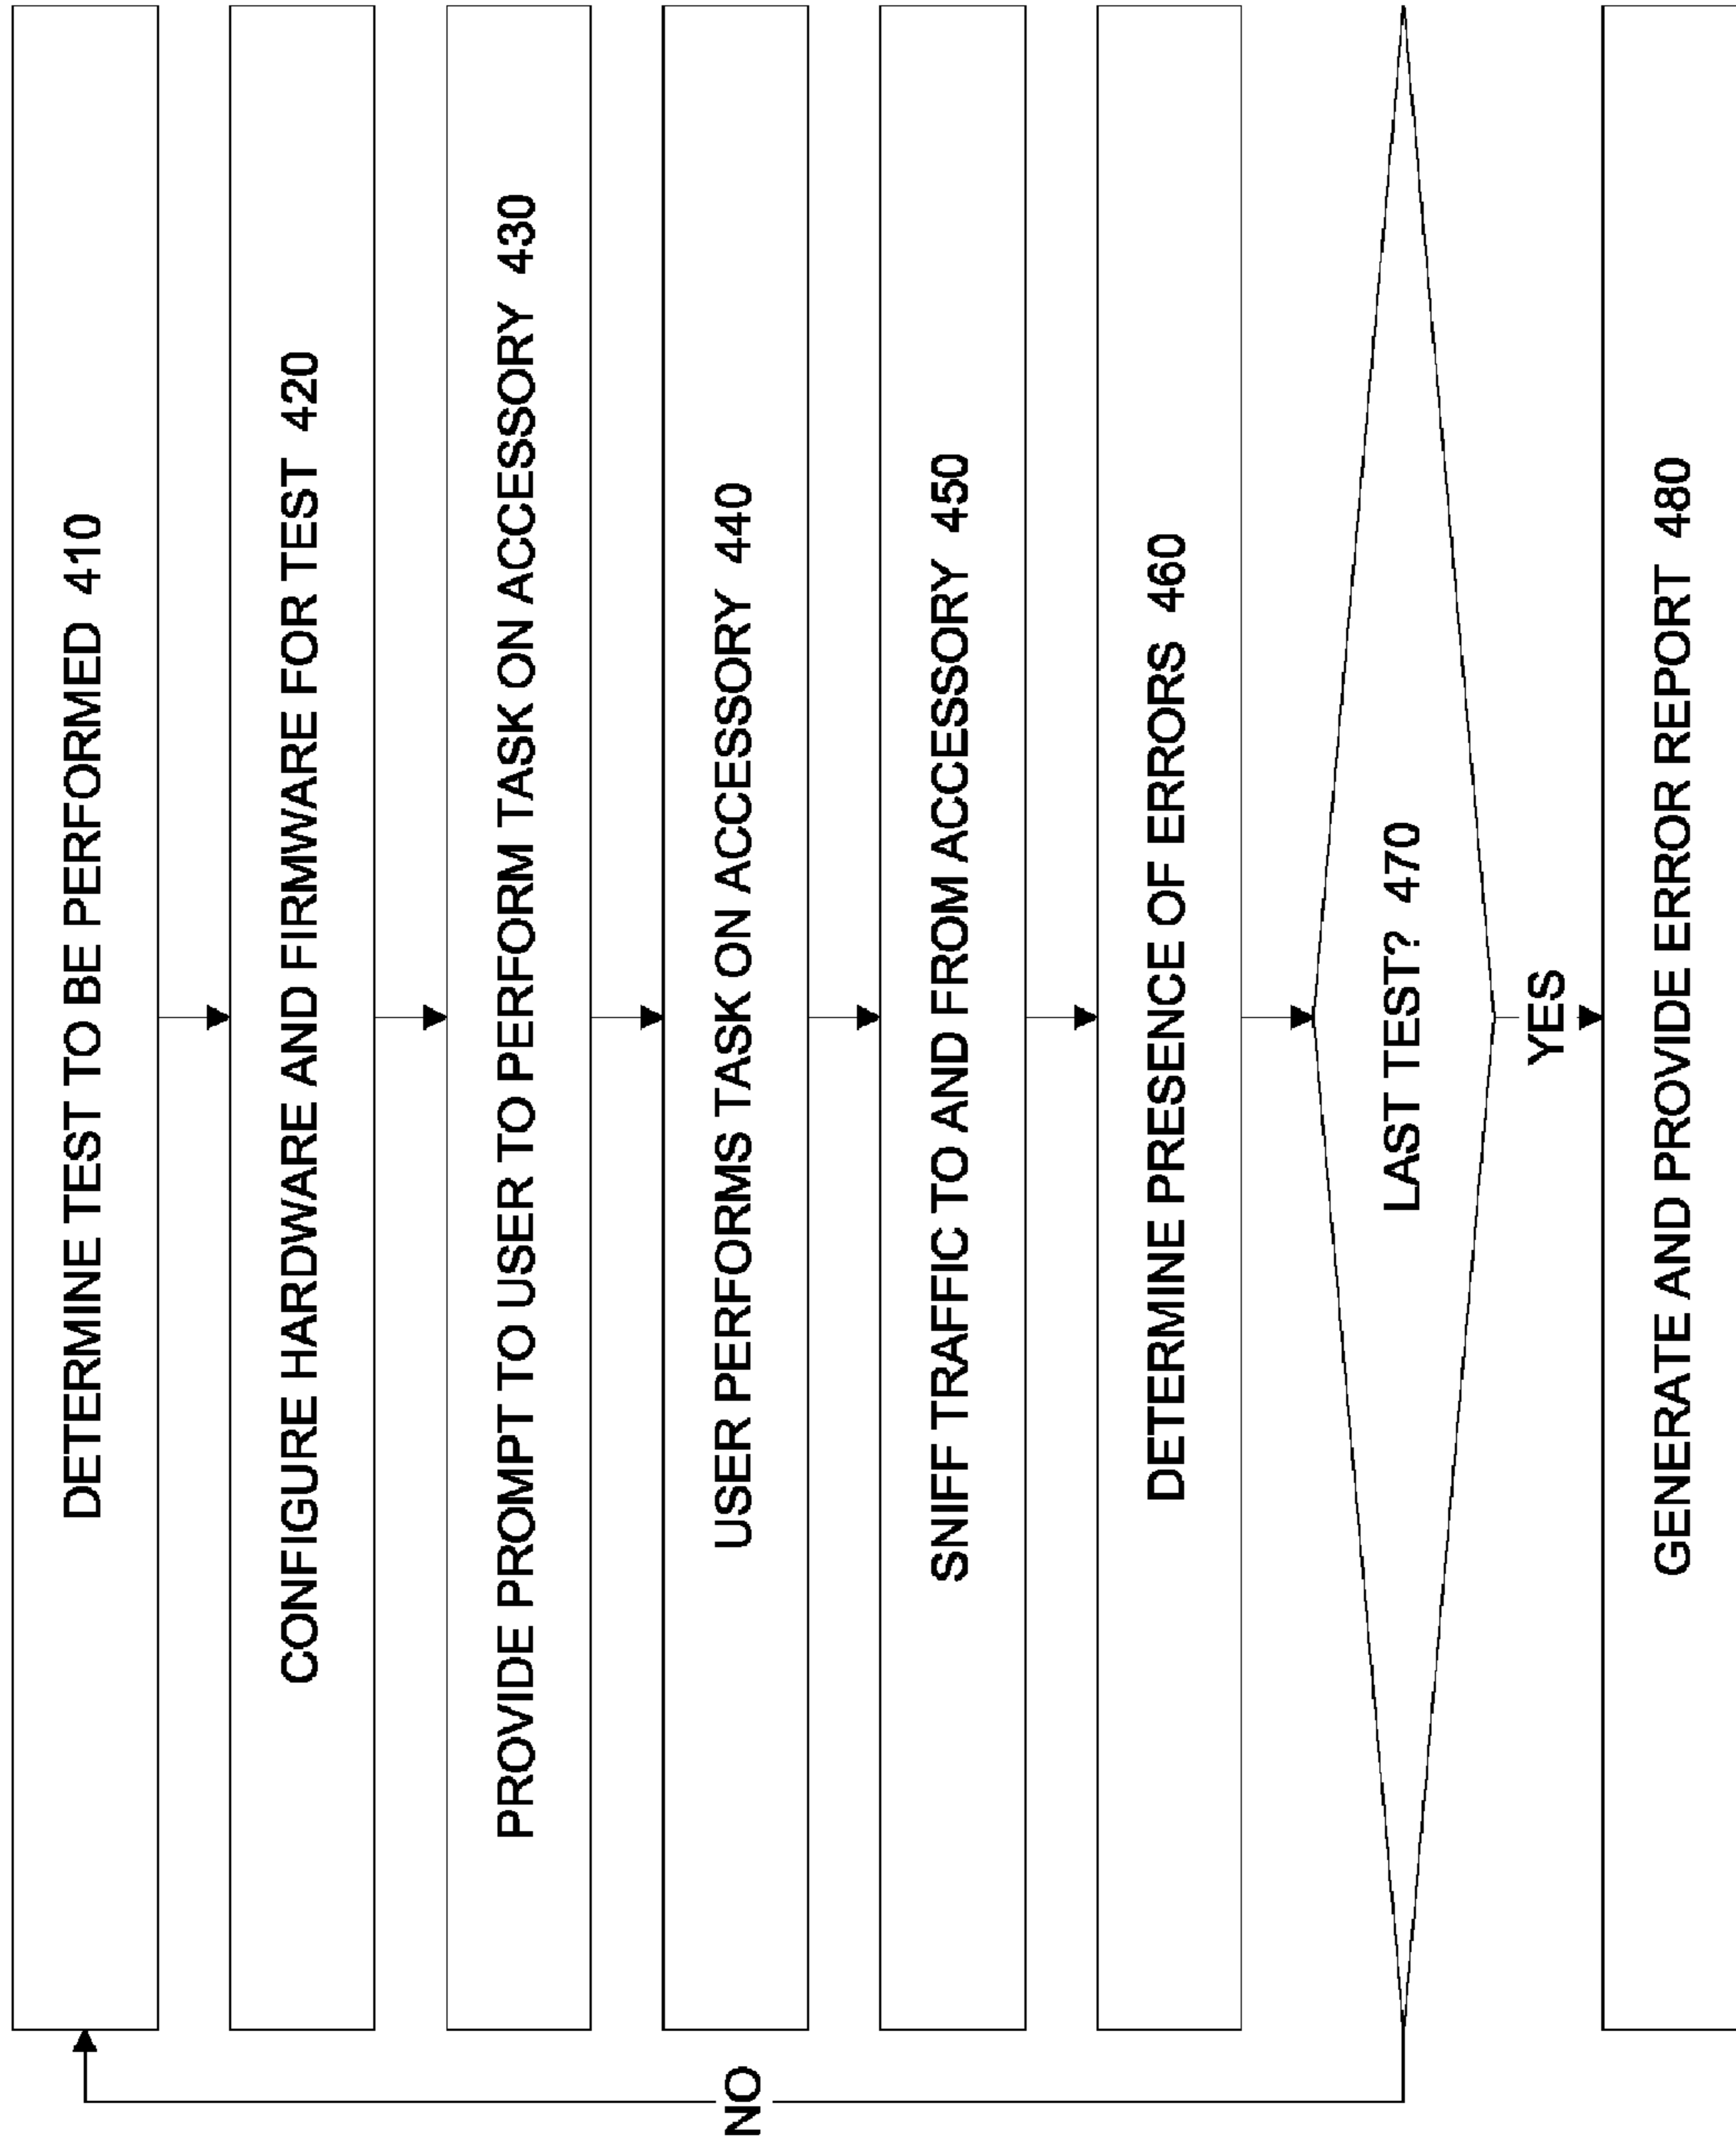 DETERMINE TEST TO BE PERFORMED 410
CONFIGURE HARDWARE AND FIRMWARE FOR TEST 420
PROVIDE PROMPT TO USER TO PERFORM TASK ON ACCESSORY 430
USER PERFORMS TASK ON ACCESSORY 440
SNIFF TRAFFIC TO AND FROM ACCESSORY 450
DETERMINE PRESENCE OF ERRORS 460
LAST TEST? 470
NO
YES
GENERATE AND PROVIDE ERROR REPORT 480